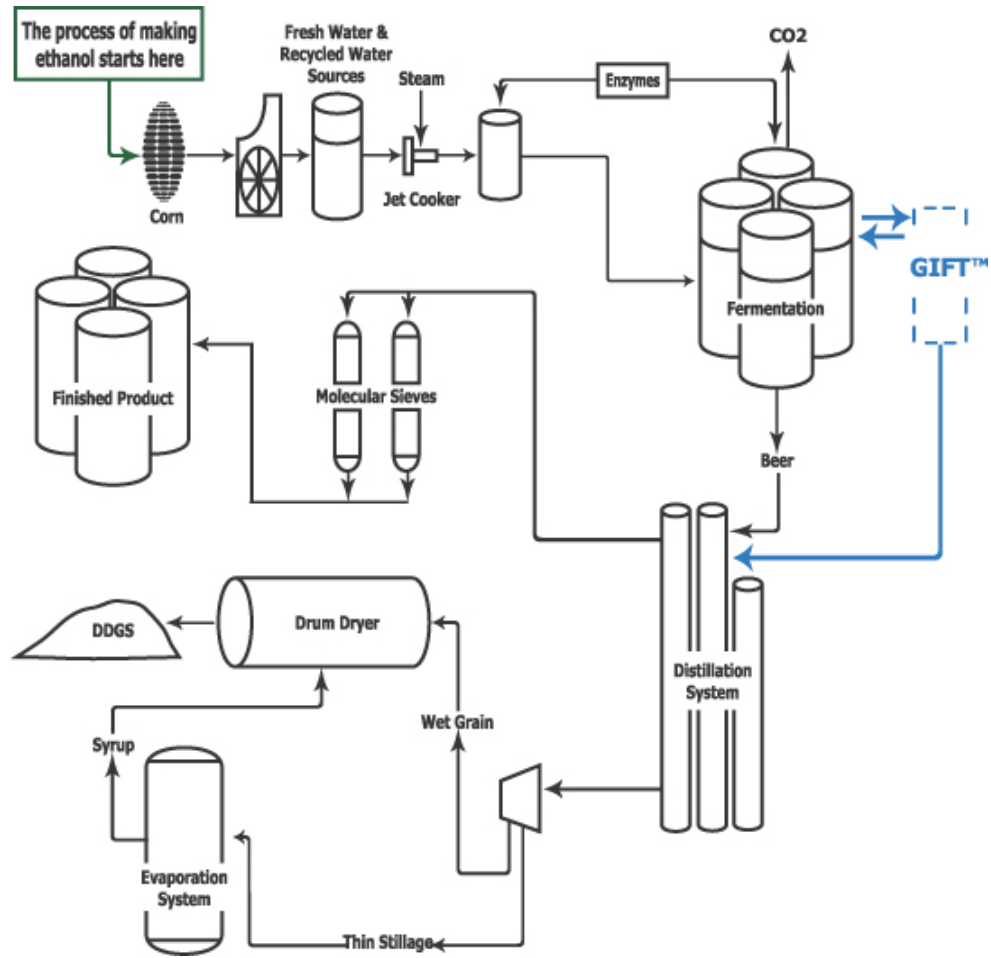 The process of making
ethanol starts here
Fresh Water &
Recycled Water
Sources
Steam
Enzymes
CO2
Jet Cooker
Corn
GIFT™
Fermentation
Finished Product
Molecular Sieves
Beer
DDGS
Drum Dryer
Distillation
System
Wet Grain
Syrup
Evaporation
System
Thin Stillage